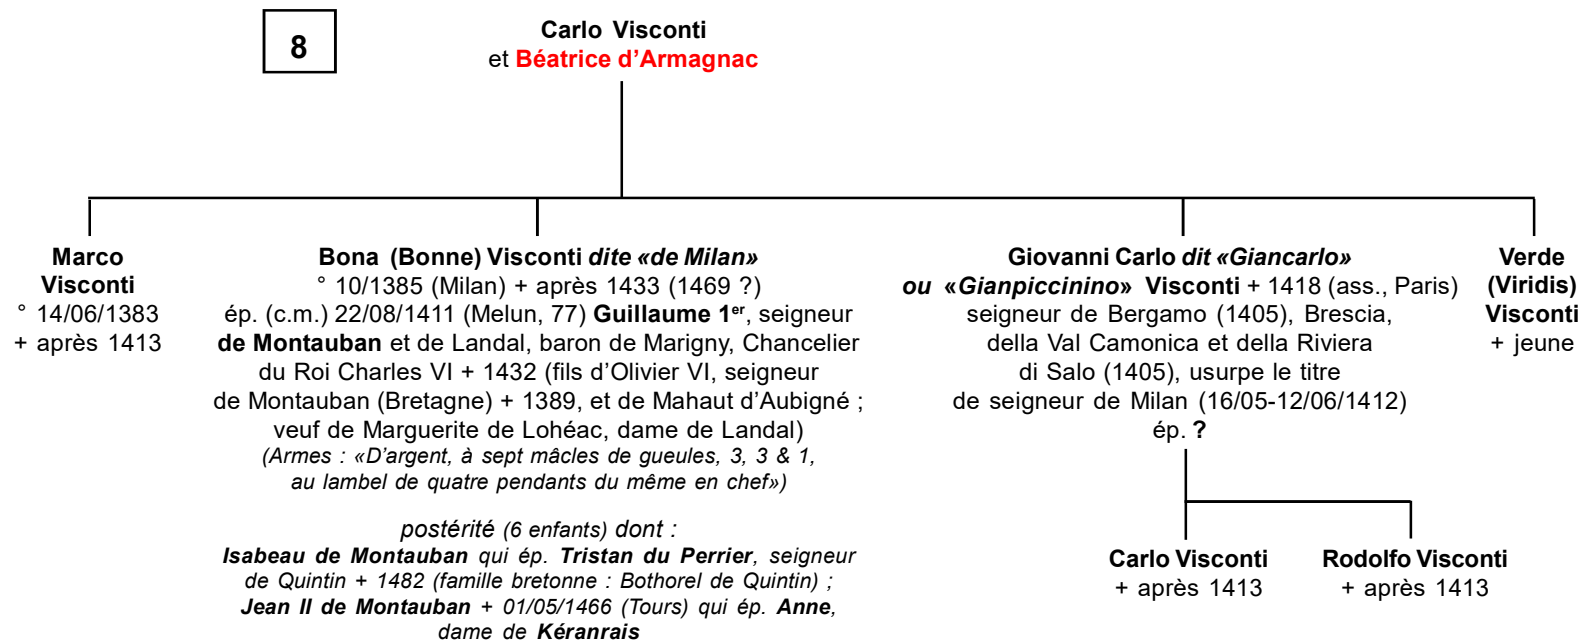 8
Carlo Visconti
et Béatrice d’Armagnac
Marco
Visconti
° 14/06/1383
+ après 1413
Bona (Bonne) Visconti dite «de Milan»
° 10/1385 (Milan) + après 1433 (1469 ?)
ép. (c.m.) 22/08/1411 (Melun, 77) Guillaume 1er, seigneur
de Montauban et de Landal, baron de Marigny, Chancelier
du Roi Charles VI + 1432 (fils d’Olivier VI, seigneur
de Montauban (Bretagne) + 1389, et de Mahaut d’Aubigné ;
veuf de Marguerite de Lohéac, dame de Landal)
(Armes : «D’argent, à sept mâcles de gueules, 3, 3 & 1,
au lambel de quatre pendants du même en chef»)
postérité (6 enfants) dont :
Isabeau de Montauban qui ép. Tristan du Perrier, seigneur
de Quintin + 1482 (famille bretonne : Bothorel de Quintin) ;
Jean II de Montauban + 01/05/1466 (Tours) qui ép. Anne,
dame de Kéranrais
Giovanni Carlo dit «Giancarlo»
ou «Gianpiccinino» Visconti + 1418 (ass., Paris)
seigneur de Bergamo (1405), Brescia,
della Val Camonica et della Riviera
di Salo (1405), usurpe le titre
de seigneur de Milan (16/05-12/06/1412)
ép. ?
Carlo Visconti
+ après 1413
Rodolfo Visconti
+ après 1413
Verde
(Viridis)
Visconti
+ jeune